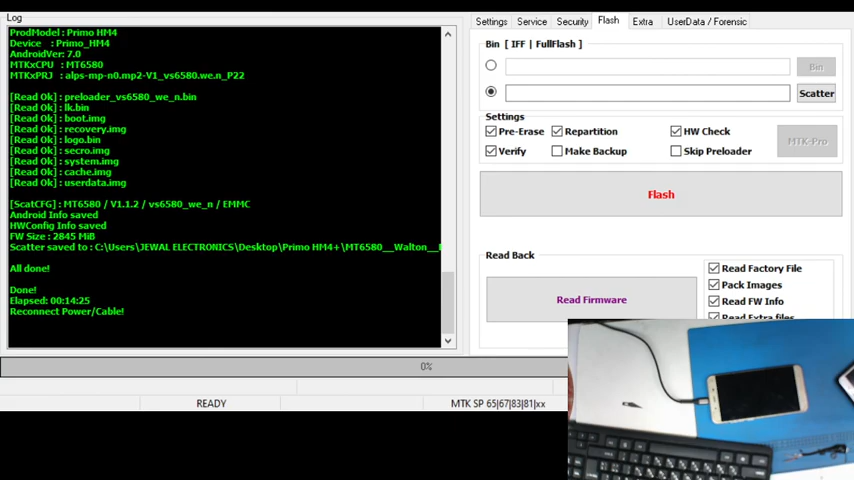 Log
ProdModel : Primo HM4
Device : Primo_HM4
AndroidVer: 7.0
MTKxCPU : MT6580
MTKxPRJ : alps-mp-n0.mp2-V1_vs6580.we.n_P22
[Read Ok] : preloader_vs6580_we_n.bin
[Read Ok] : lk.bin
[Read Ok] : boot.img
[Read Ok] : recovery.img
[Read Ok] : logo.bin
[Read Ok] : secro.img
[Read Ok] : system.img
[Read Ok] : cache.img
[Read Ok] : userdata.img
[ScatCFG] : MT6580 / V1.1.2 / vs6580_we_n / EMMC
Android Info saved
HWConfig Info saved
FW Size : 2845 MiB
Scatter saved to : C:\Users\JEWAL ELECTRONICS\Desktop\Primo HM4+\MT6580__Walton__
All done!
Done!
Elapsed: 00:14:25
Reconnect Power/Cable!
0%
READY
MTK SP 65|67|83|81|xx
Settings Service Security Flash Extra UserData / Forensic
Bin [ IFF | FullFlash ]
Bin
Scatter
Settings
Pre-Erase Repartition HW Check
Verify Make Backup Skip Preloader
MTK-Pro
Flash
Read Back
Read Firmware
Read Factory File
Pack Images
Read FW Info
Read Extra files